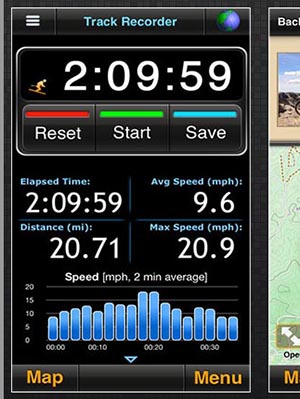 Track Recorder
2:09:59
Reset Start Save
Elapsed Time: Avg Speed (mph):
2:09:59 9.6
Distance (mi): Max Speed (mph):
20.71 20.9
Speed [mph, 2 min average]
20
15
10
5
0
00:00 00:10 00:20 00:30
Map Menu
Back
Ope
M